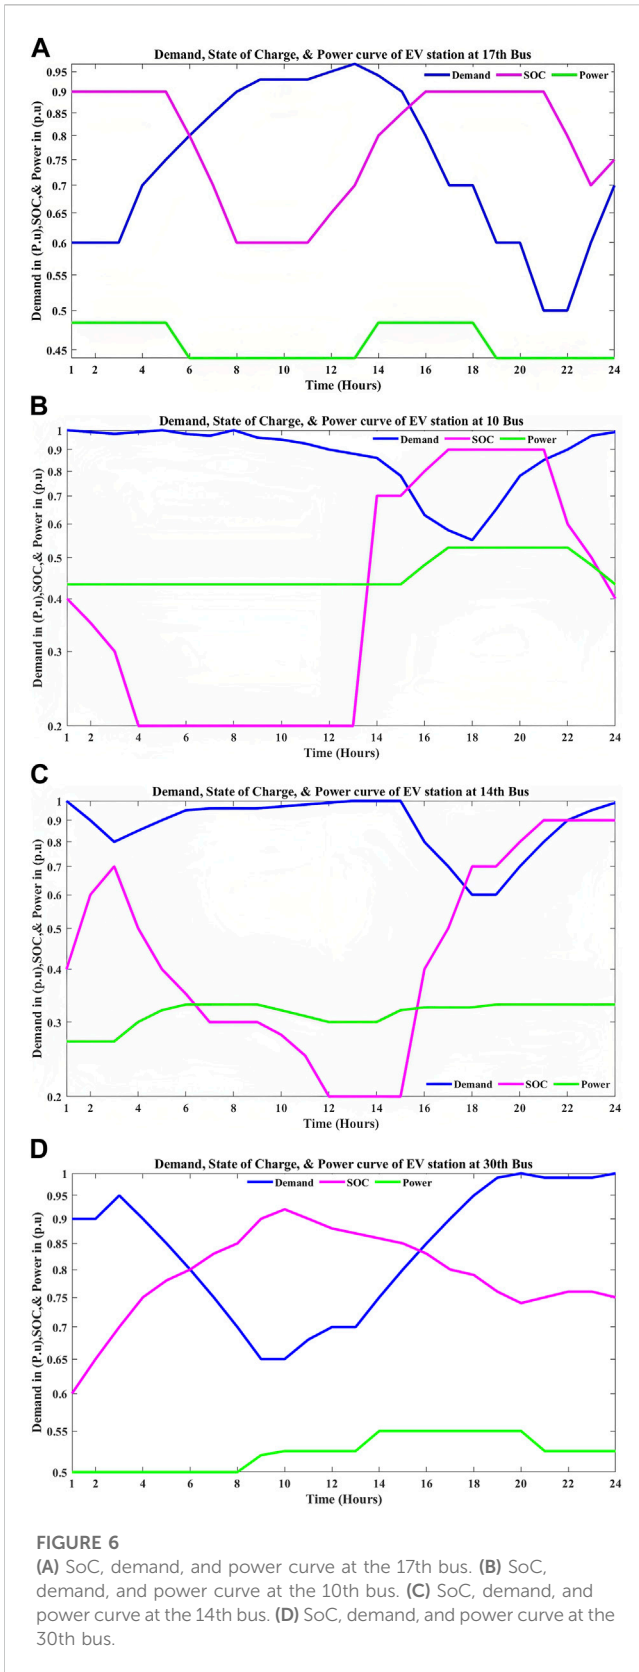 A
Demand, State of Charge, & Power curve of EV station at 17th Bus
Demand SOC Power
Demand in (P.u),SOC,& Power in (p.u)
0.95
0.9
0.8
0.75
0.7
0.65
0.6
0.55
0.5
0.45
1 2 4 6 8 10 12 14 16 18 20 22 24
Time (Hours)
B
Demand, State of Charge, & Power curve of EV station at 10 Bus
Demand SOC Power
Demand in (P.u),SOC,& Power in (p.u)
1
0.9
0.8
0.7
0.6
0.5
0.4
0.3
0.2
1 2 4 6 8 10 12 14 16 18 20 22 24
Time (Hours)
C
Demand, State of Charge, & Power curve of EV station at 14th Bus
Demand in (p.u),SOC,& Power in (p.u)
1
0.9
0.8
0.7
0.6
0.5
0.4
0.3
0.2
Demand SOC Power
1 2 4 6 8 10 12 14 16 18 20 22 24
Time (Hours)
D
Demand, State of Charge, & Power curve of EV station at 30th Bus
Demand SOC Power
Demand in (P.u),SOC,& Power in (p.u)
1
0.95
0.9
0.85
0.8
0.75
0.7
0.65
0.6
0.55
0.5
1 2 4 6 8 10 12 14 16 18 20 22 24
Time (Hours)
FIGURE 6
(A) SoC, demand, and power curve at the 17th bus. (B) SoC,
demand, and power curve at the 10th bus. (C) SoC, demand, and
power curve at the 14th bus. (D) SoC, demand, and power curve at the
30th bus.